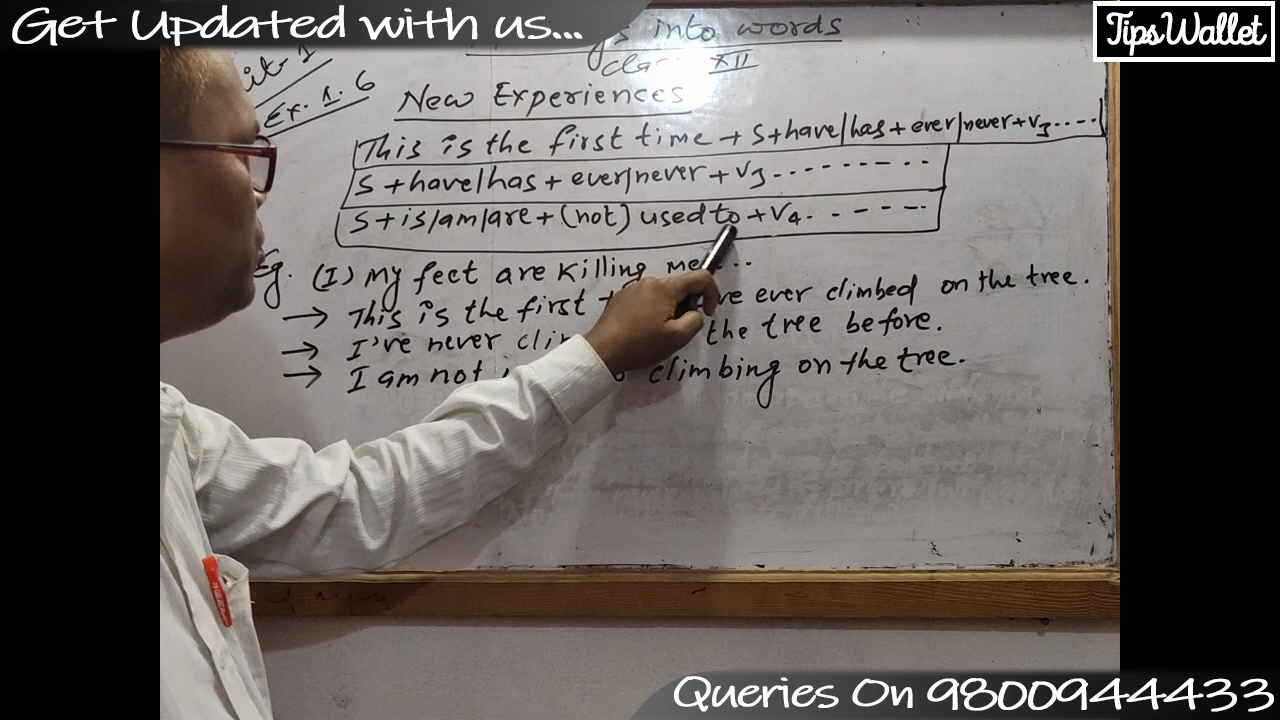 Get Updated with us...
TipsWallet
into words
class XII
Ex. 1.6
New Experiences
This is the first time + S+have/has+ever/never+V3.....
S +have/has + ever/never + V3.........
S + is/am/are + (not) used to + V4.......
Eg. (I) My feet are killing me...
→ This is the first ever climbed on the tree.
→ I've never the tree before.
→ I am not climbing on the tree.
Queries On 9800944433